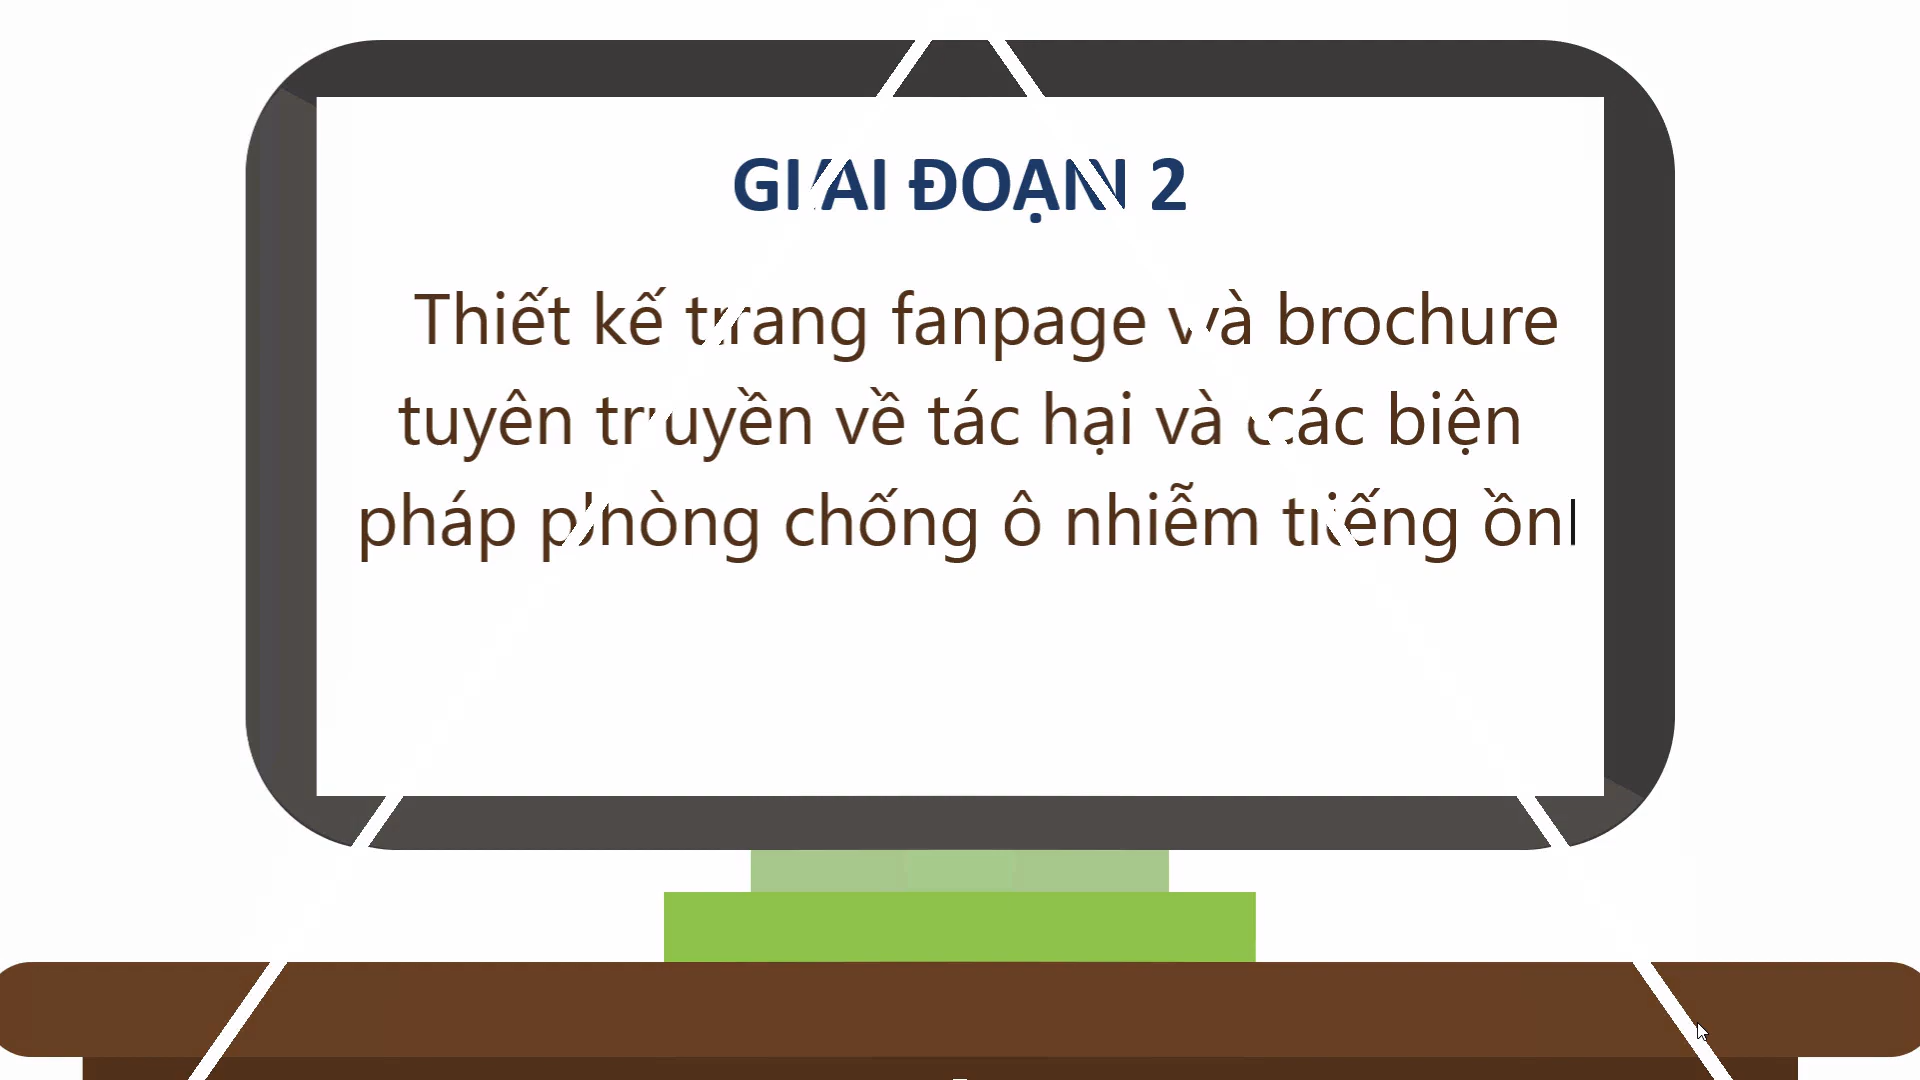 GIAI ĐOẠN 2
Thiết kế trang fanpage và brochure
tuyên truyền về tác hại và các biện
pháp phòng chống ô nhiễm tiếng ồn